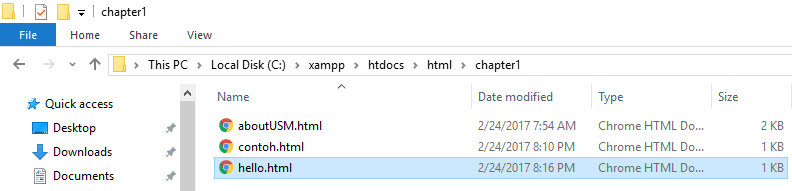 chapter1
File Home Share View
This PC Local Disk (C:) xampp htdocs html chapter1
Quick access
Desktop
Downloads
Documents
Name Date modified Type Size
aboutUSM.html 2/24/2017 7:54 AM Chrome HTML Do... 2 KB
contoh.html 2/24/2017 8:10 PM Chrome HTML Do... 1 KB
hello.html 2/24/2017 8:16 PM Chrome HTML Do... 1 KB